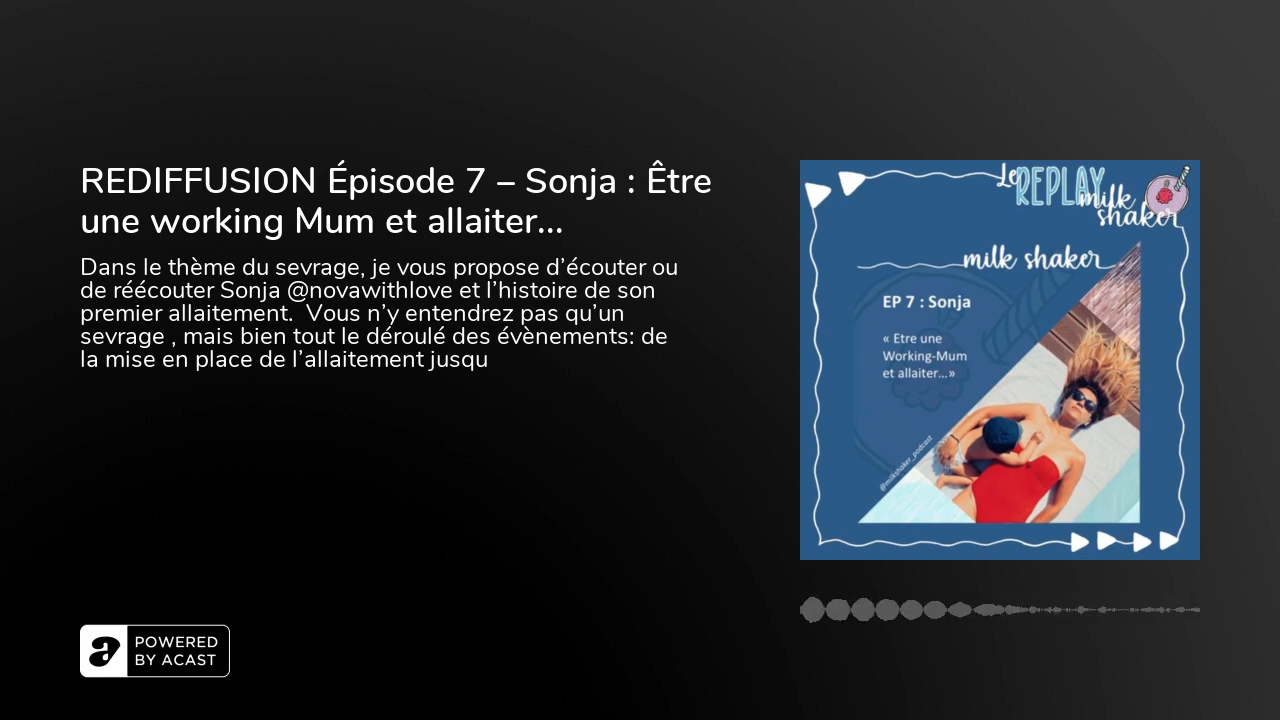 REDIFFUSION Épisode 7 – Sonja : Être
une working Mum et allaiter...
Dans le thème du sevrage, je vous propose d’écouter ou
de réécouter Sonja @novawithlove et l’histoire de son
premier allaitement.  Vous n’y entendrez pas qu’un
sevrage , mais bien tout le déroulé des évènements: de
la mise en place de l’allaitement jusqu
Le REPLAY
milk
shaker
milk shaker
EP 7 : Sonja
« Etre une
Working-Mum
et allaiter...»
@milkshaker_podcast
a POWERED
BY ACAST